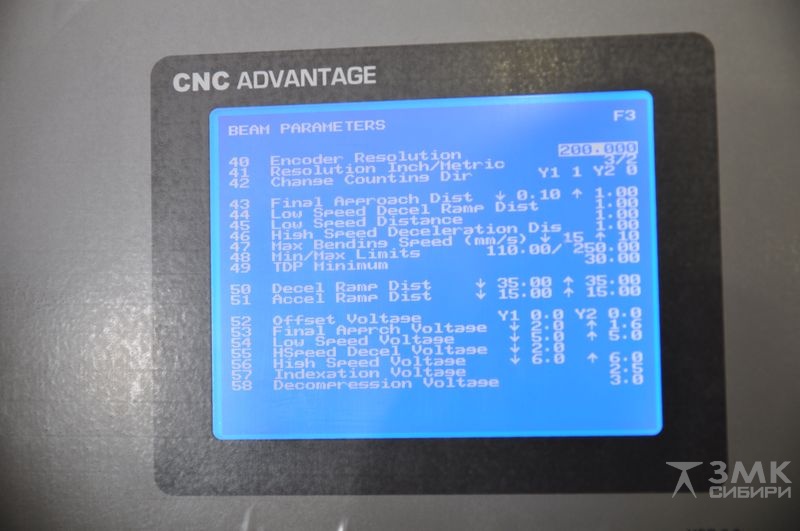 CNC ADVANTAGE
BEAM PARAMETERS F3
40 Encoder Resolution 200.000
41 Resolution Inch/Metric 3/2
42 Change Counting Dir Y1 1 Y2 0
43 Final Approach Dist ↓ 0.10 ↑ 1.00
44 Low Speed Decel Ramp Dist 1.00
45 Low Speed Distance 1.00
46 High Speed Deceleration Dis 1.00
47 Max Bending Speed (mm/s) ↓ 15 ↑ 10
48 Min/Max Limits 110.00/ 250.00
49 TDP Minimum 30.00
50 Decel Ramp Dist ↓ 35.00 ↑ 35.00
51 Accel Ramp Dist ↓ 15.00 ↑ 15.00
52 Offset Voltage Y1 0.0 Y2 0.0
53 Final Apprch Voltage ↓ 2.0 ↑ 1.6
54 Low Speed Voltage ↓ 5.0 ↑ 5.0
55 HSpeed Decel Voltage ↓ 2.0
56 High Speed Voltage ↓ 6.0 ↑ 6.0
57 Indexation Voltage 2.5
58 Decompression Voltage 3.0
ЗМК
СИБИРИ